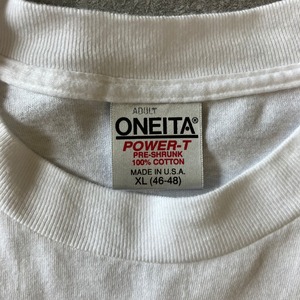 ADULT
ONEITA®
POWER-T
PRE-SHRUNK
100% COTTON
MADE IN U.S.A.
XL (46-48)